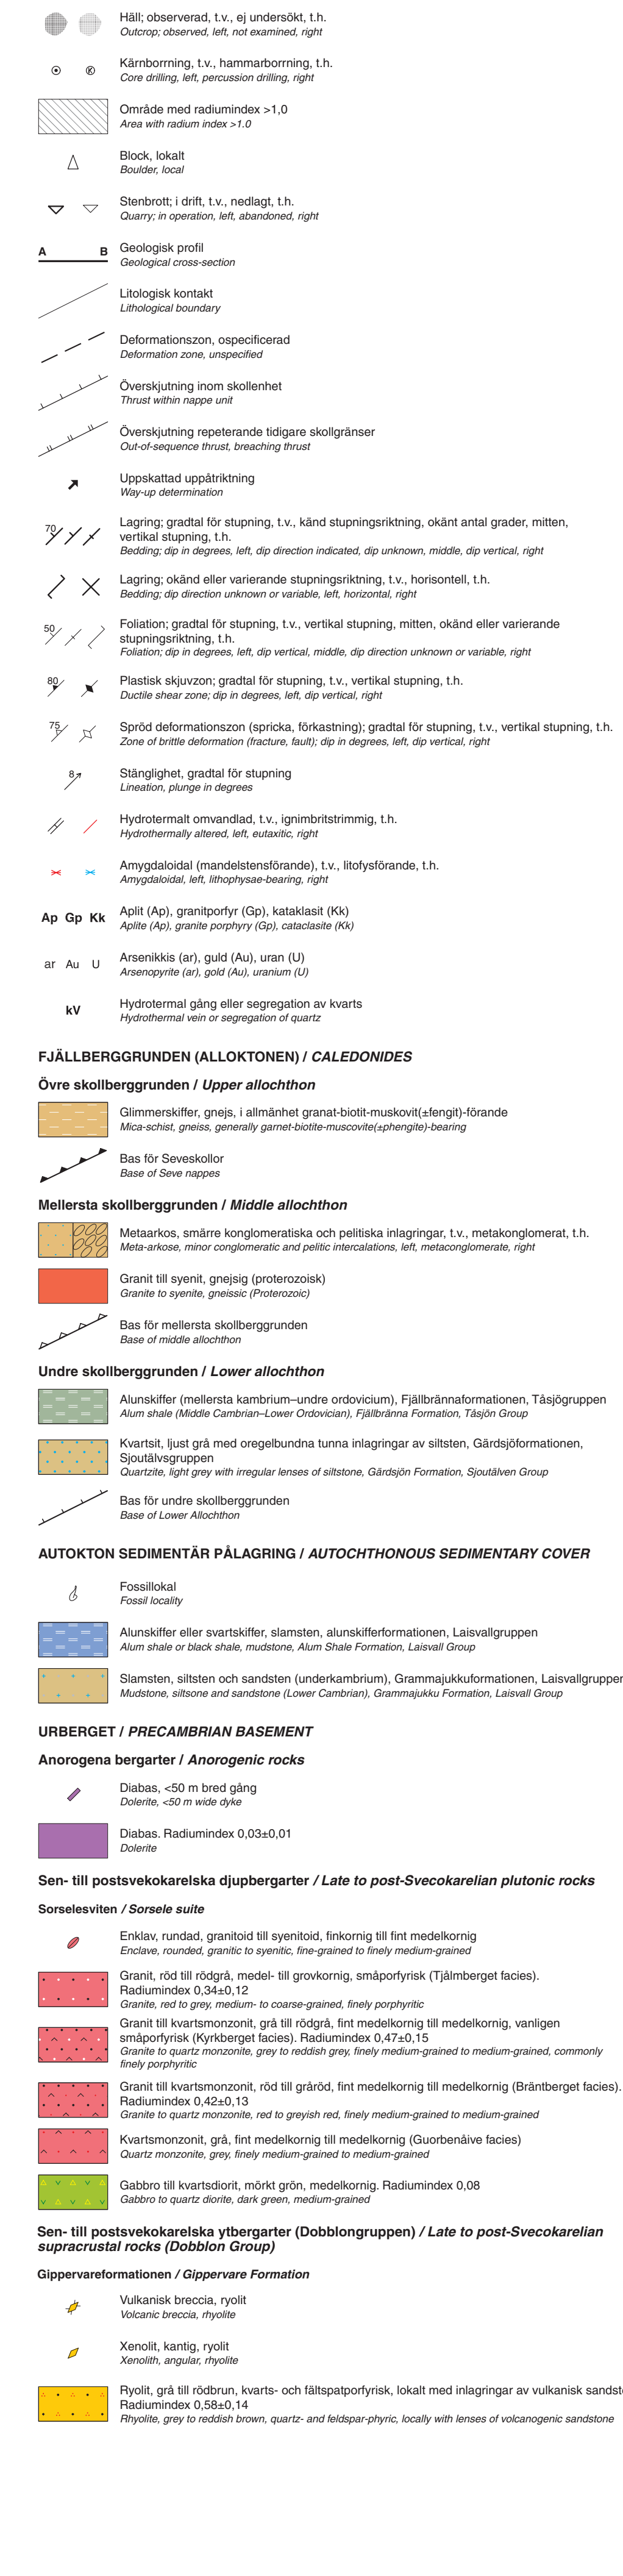 Häll; observerad, t.v., ej undersökt, t.h.
Outcrop; observed, left, not examined, right
K
Kärnborrning, t.v., hammarborrning, t.h.
Core drilling, left, percussion drilling, right
Område med radiumindex >1,0
Area with radium index >1.0
Block, lokalt
Boulder, local
Stenbrott; i drift, t.v., nedlagt, t.h.
Quarry; in operation, left, abandoned, right
A B
Geologisk profil
Geological cross-section
Litologisk kontakt
Lithological boundary
Deformationszon, ospecificerad
Deformation zone, unspecified
Överskjutning inom skollenhet
Thrust within nappe unit
Överskjutning repeterande tidigare skollgränser
Out-of-sequence thrust, breaching thrust
Uppskattad uppåtriktning
Way-up determination
70
Lagring; gradtal för stupning, t.v., känd stupningsriktning, okänt antal grader, mitten,
vertikal stupning, t.h.
Bedding; dip in degrees, left, dip direction indicated, dip unknown, middle, dip vertical, right
Lagring; okänd eller varierande stupningsriktning, t.v., horisontell, t.h.
Bedding; dip direction unknown or variable, left, horizontal, right
50
Foliation; gradtal för stupning, t.v., vertikal stupning, mitten, okänd eller varierande
stupningsriktning, t.h.
Foliation; dip in degrees, left, dip vertical, middle, dip direction unknown or variable, right
80
Plastisk skjuvzon; gradtal för stupning, t.v., vertikal stupning, t.h.
Ductile shear zone; dip in degrees, left, dip vertical, right
75
Spröd deformationszon (spricka, förkastning); gradtal för stupning, t.v., vertikal stupning, t.h.
Zone of brittle deformation (fracture, fault); dip in degrees, left, dip vertical, right
8
Stänglighet, gradtal för stupning
Lineation, plunge in degrees
Hydrotermalt omvandlad, t.v., ignimbritstrimmig, t.h.
Hydrothermally altered, left, eutaxitic, right
Amygdaloidal (mandelstensförande), t.v., litofysförande, t.h.
Amygdaloidal, left, lithophysae-bearing, right
Ap Gp Kk
Aplit (Ap), granitporfyr (Gp), kataklasit (Kk)
Aplite (Ap), granite porphyry (Gp), cataclasite (Kk)
ar Au U
Arsenikkis (ar), guld (Au), uran (U)
Arsenopyrite (ar), gold (Au), uranium (U)
kV
Hydrotermal gång eller segregation av kvarts
Hydrothermal vein or segregation of quartz
FJÄLLBERGGRUNDEN (ALLOKTONEN) / CALEDONIDES
Övre skollberggrunden / Upper allochthon
Glimmerskiffer, gnejs, i allmänhet granat-biotit-muskovit(±fengit)-förande
Mica-schist, gneiss, generally garnet-biotite-muscovite(±phengite)-bearing
Bas för Seveskollor
Base of Seve nappes
Mellersta skollberggrunden / Middle allochthon
Metaarkos, smärre konglomeratiska och pelitiska inlagringar, t.v., metakonglomerat, t.h.
Meta-arkose, minor conglomeratic and pelitic intercalations, left, metaconglomerate, right
Granit till syenit, gnejsig (proterozoisk)
Granite to syenite, gneissic (Proterozoic)
Bas för mellersta skollberggrunden
Base of middle allochthon
Undre skollberggrunden / Lower allochthon
Alunskiffer (mellersta kambrium–undre ordovicium), Fjällbrännaformationen, Tåsjögruppen
Alum shale (Middle Cambrian–Lower Ordovician), Fjällbränna Formation, Tåsjön Group
Kvartsit, ljust grå med oregelbundna tunna inlagringar av siltsten, Gärdsjöformationen,
Sjoutälvsgruppen
Quartzite, light grey with irregular lenses of siltstone, Gärdsjön Formation, Sjoutälven Group
Bas för undre skollberggrunden
Base of Lower Allochthon
AUTOKTON SEDIMENTÄR PÅLAGRING / AUTOCHTHONOUS SEDIMENTARY COVER
Fossillokal
Fossil locality
Alunskiffer eller svartskiffer, slamsten, alunskifferformationen, Laisvallgruppen
Alum shale or black shale, mudstone, Alum Shale Formation, Laisvall Group
Slamsten, siltsten och sandsten (underkambrium), Grammajukkuformationen, Laisvallgrupper
Mudstone, siltsone and sandstone (Lower Cambrian), Grammajukku Formation, Laisvall Group
URBERGET / PRECAMBRIAN BASEMENT
Anorogena bergarter / Anorogenic rocks
Diabas, <50 m bred gång
Dolerite, <50 m wide dyke
Diabas. Radiumindex 0,03±0,01
Dolerite
Sen- till postsvekokarelska djupbergarter / Late to post-Svecokarelian plutonic rocks
Sorselesviten / Sorsele suite
Enklav, rundad, granitoid till syenitoid, finkornig till fint medelkornig
Enclave, rounded, granitic to syenitic, fine-grained to finely medium-grained
Granit, röd till rödgrå, medel- till grovkornig, småporfyrisk (Tjålmberget facies).
Radiumindex 0,34±0,12
Granite, red to grey, medium- to coarse-grained, finely porphyritic
Granit till kvartsmonzonit, grå till rödgrå, fint medelkornig till medelkornig, vanligen
småporfyrisk (Kyrkberget facies). Radiumindex 0,47±0,15
Granite to quartz monzonite, grey to reddish grey, finely medium-grained to medium-grained, commonly
finely porphyritic
Granit till kvartsmonzonit, röd till gråröd, fint medelkornig till medelkornig (Bräntberget facies).
Radiumindex 0,42±0,13
Granite to quartz monzonite, red to greyish red, finely medium-grained to medium-grained
Kvartsmonzonit, grå, fint medelkornig till medelkornig (Guorbenåive facies)
Quartz monzonite, grey, finely medium-grained to medium-grained
Gabbro till kvartsdiorit, mörkt grön, medelkornig. Radiumindex 0,08
Gabbro to quartz diorite, dark green, medium-grained
Sen- till postsvekokarelska ytbergarter (Dobblongruppen) / Late to post-Svecokarelian
supracrustal rocks (Dobblon Group)
Gippervareformationen / Gippervare Formation
Vulkanisk breccia, ryolit
Volcanic breccia, rhyolite
Xenolit, kantig, ryolit
Xenolith, angular, rhyolite
Ryolit, grå till rödbrun, kvarts- och fältspatporfyrisk, lokalt med inlagringar av vulkanisk sandst
Radiumindex 0,58±0,14
Rhyolite, grey to reddish brown, quartz- and feldspar-phyric, locally with lenses of volcanogenic sandstone